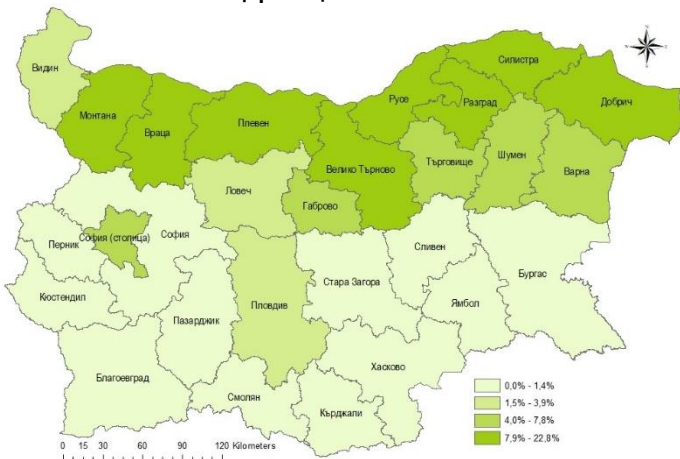 Видин
Монтана
Враца
Плевен
Русе
Силистра
Разград
Добрич
Велико Търново
Търговище
Шумен
Варна
Ловеч
Габрово
София (столица)
София
Перник
Кюстендил
Пазарджик
Пловдив
Стара Загора
Сливен
Ямбол
Бургас
Благоевград
Смолян
Кърджали
Хасково
0,0% - 1,4%
1,5% - 3,9%
4,0% - 7,8%
7,9% - 22,8%
0 15 30 60 90 120 Kilometers